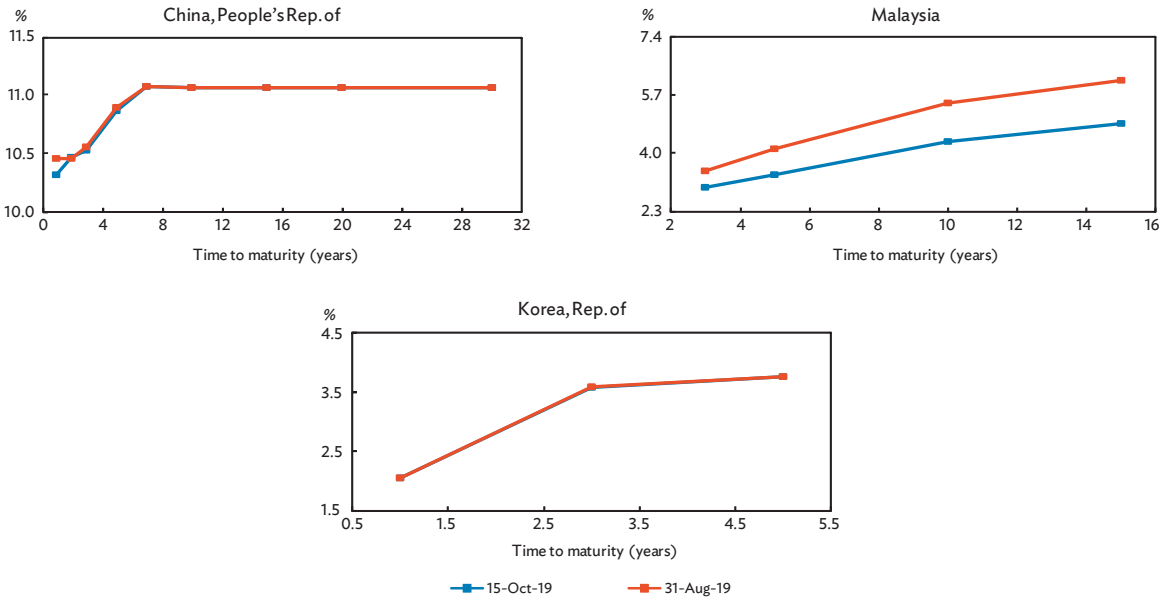 China, People's Rep. of
%
11.5
11.0
10.5
10.0
0 4 8 12 16 20 24 28 32
Time to maturity (years)
Malaysia
%
7.4
5.7
4.0
2.3
2 4 6 8 10 12 14 16
Time to maturity (years)
Korea, Rep. of
%
4.5
3.5
2.5
1.5
0.5 1.5 2.5 3.5 4.5 5.5
Time to maturity (years)
15-Oct-19 31-Aug-19